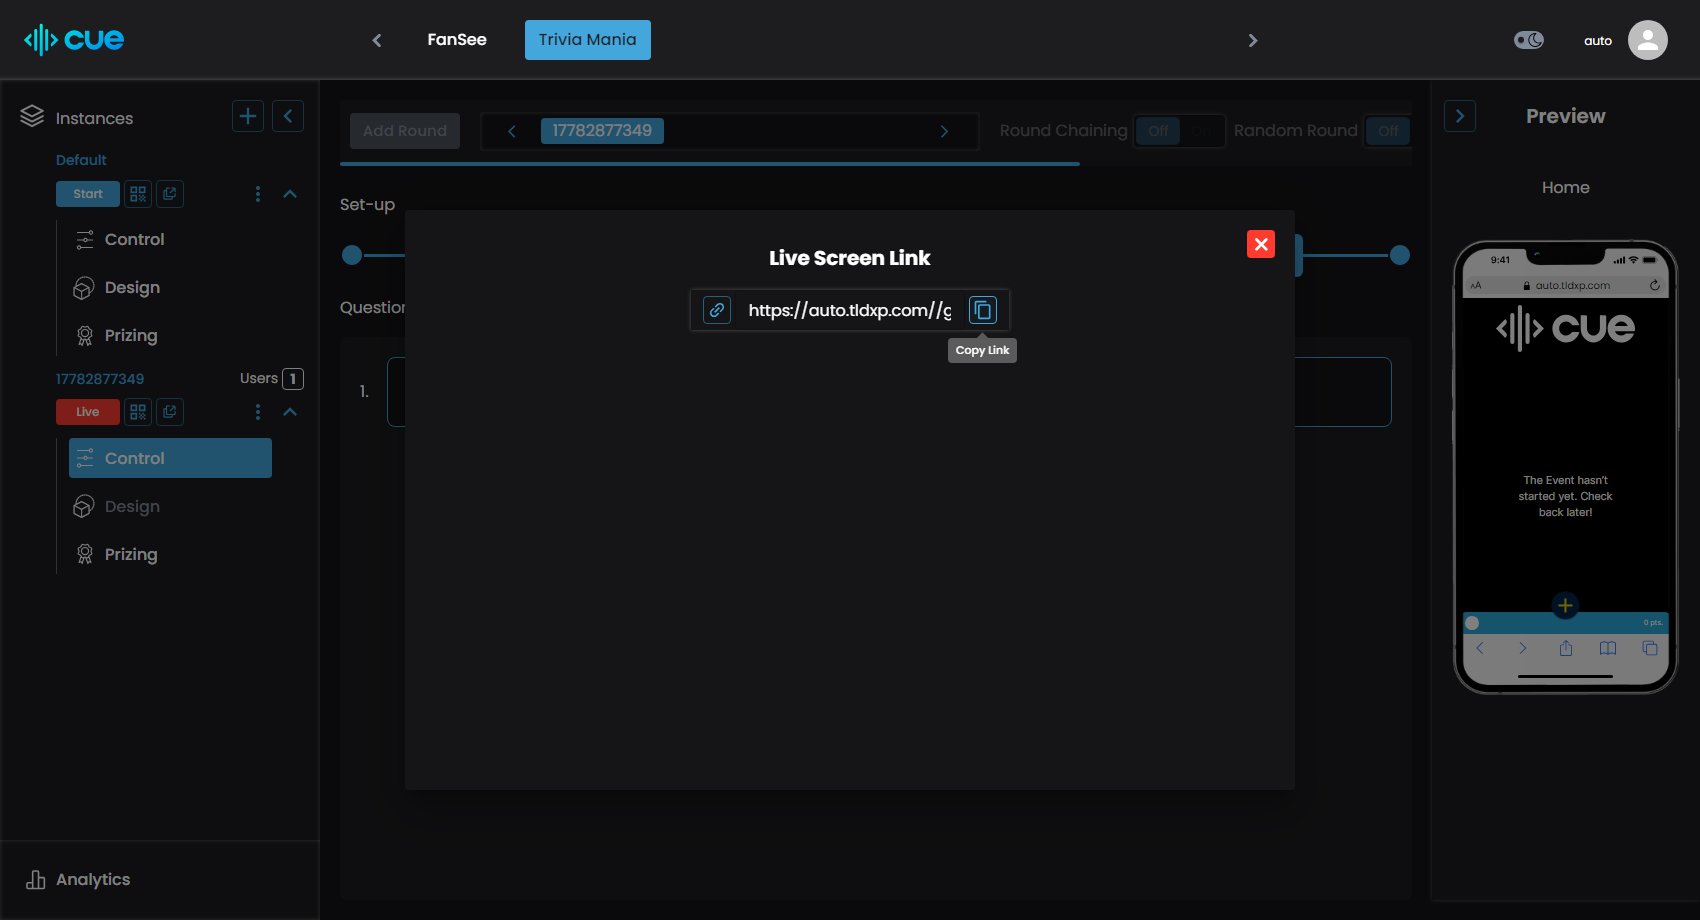 cue
FanSee
Trivia Mania
auto
Instances
Default
Start
Control
Design
Prizing
17782877349
Users 1
Live
Control
Design
Prizing
Analytics
Add Round
17782877349
Round Chaining
Off
On
Random Round
Off
Set-up
Question
1.
Live Screen Link
https://auto.tldxp.com//g
Copy Link
Preview
Home
9:41
AA
auto.tldxp.com
cue
The Event hasn't
started yet. Check
back later!
0 pts.